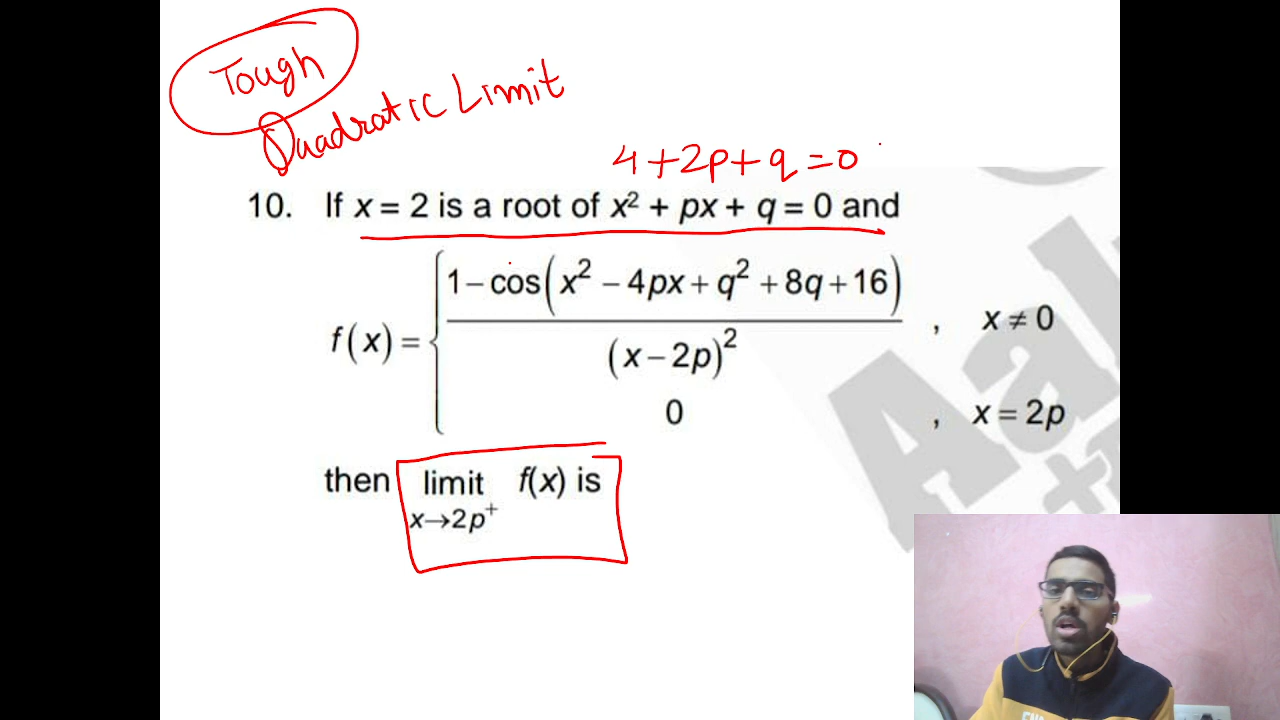 Tough
Quadratic Limit
4+2p+q=0
10. If x = 2 is a root of x² + px + q = 0 and
f(x) = { 1 – cos(x² – 4px + q² + 8q + 16) / (x – 2p)² , x ≠ 0
0 , x = 2p
then limit f(x) is
x→2p⁺